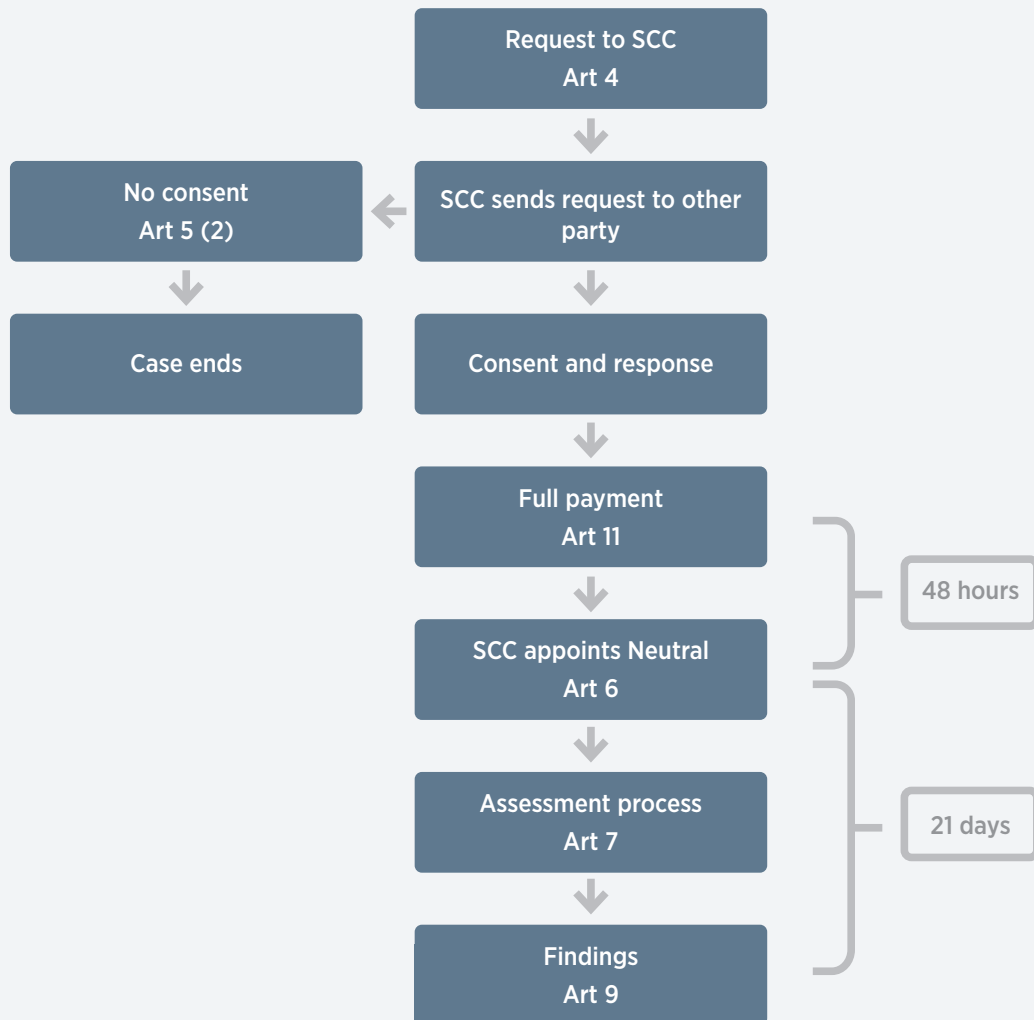 Request to SCC
Art 4
No consent
Art 5 (2)
SCC sends request to other
party
Case ends
Consent and response
Full payment
Art 11
48 hours
SCC appoints Neutral
Art 6
Assessment process
Art 7
21 days
Findings
Art 9